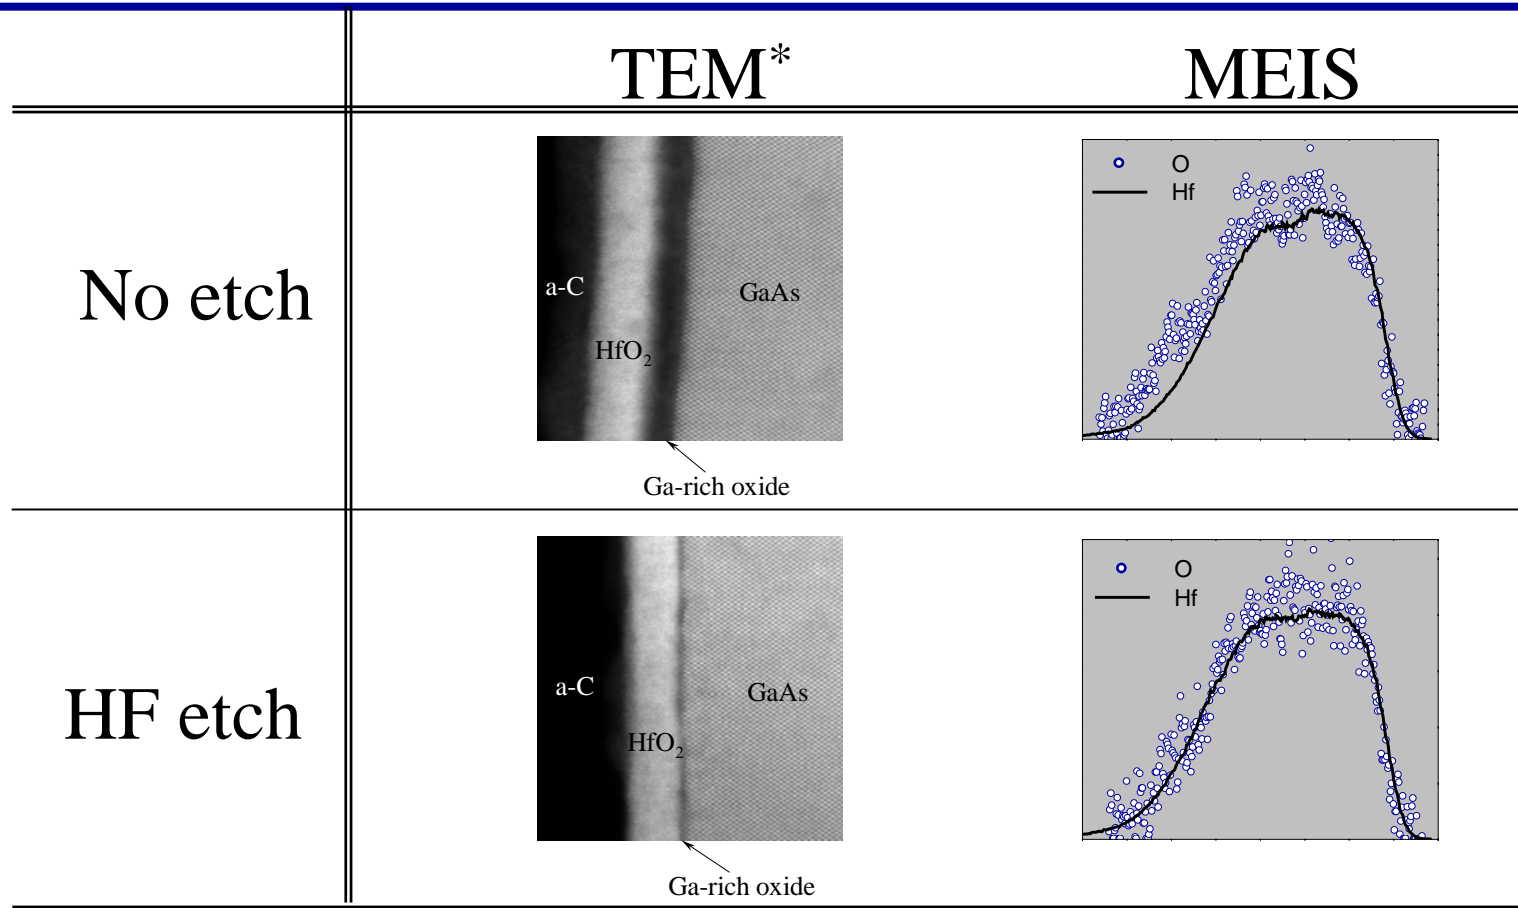 TEM* MEIS
No etch
a-C
HfO₂
GaAs
Ga-rich oxide
O
Hf
HF etch
a-C
HfO₂
GaAs
Ga-rich oxide
O
Hf